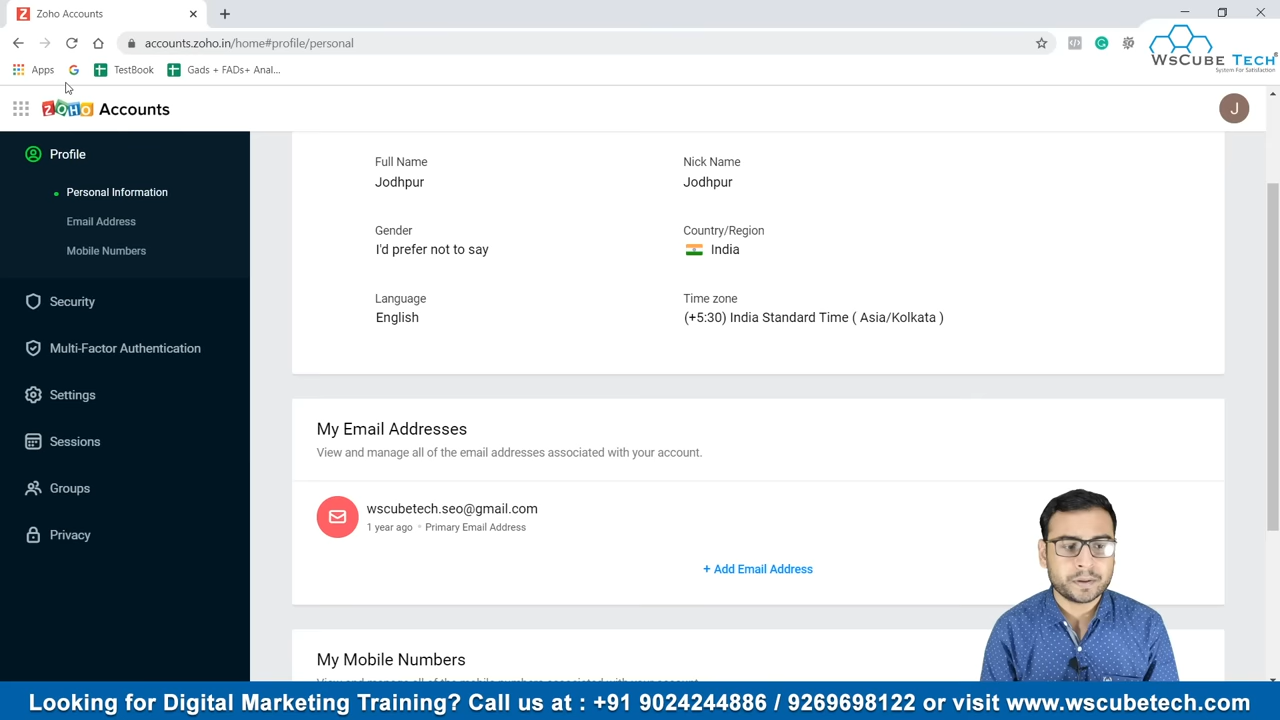 Zoho Accounts
accounts.zoho.in/home#profile/personal
WsCube Tech
System For Satisfaction
Apps
TestBook
Gads + FADs+ Anal...
ZOHO Accounts
J
Profile
Personal Information
Email Address
Mobile Numbers
Security
Multi-Factor Authentication
Settings
Sessions
Groups
Privacy
Full Name
Jodhpur
Nick Name
Jodhpur
Gender
I'd prefer not to say
Country/Region
India
Language
English
Time zone
(+5:30) India Standard Time ( Asia/Kolkata )
My Email Addresses
View and manage all of the email addresses associated with your account.
wscubetech.seo@gmail.com
1 year ago • Primary Email Address
+ Add Email Address
My Mobile Numbers
Looking for Digital Marketing Training? Call us at : +91 9024244886 / 9269698122 or visit www.wscubetech.com